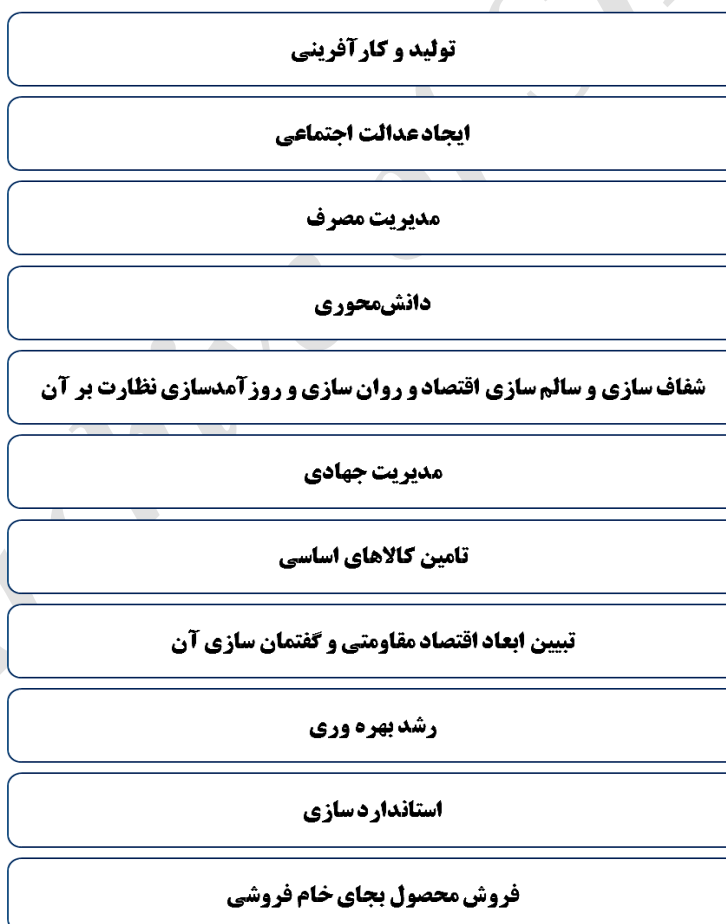 تولید و کارآفرینی
ایجاد عدالت اجتماعی
مدیریت مصرف
دانش‌محوری
شفاف سازی و سالم سازی اقتصاد و روان سازی و روزآمدسازی نظارت بر آن
مدیریت جهادی
تامین کالاهای اساسی
تبیین ابعاد اقتصاد مقاومتی و گفتمان سازی آن
رشد بهره وری
استاندارد سازی
فروش محصول بجای خام فروشی